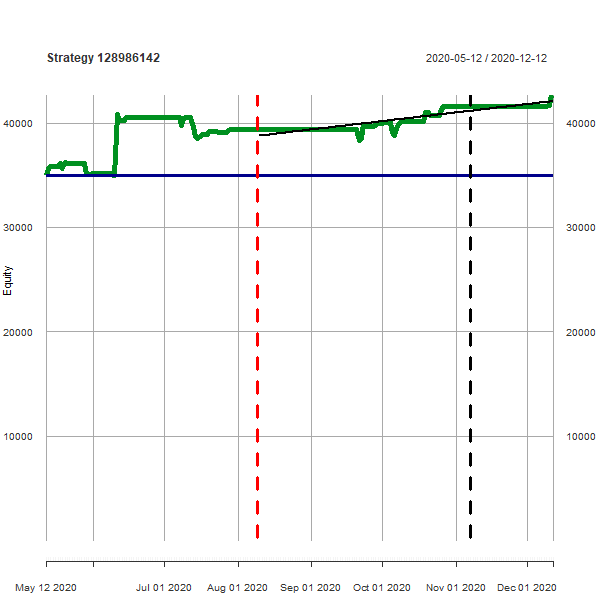 Strategy 128986142
2020-05-12 / 2020-12-12
40000
40000
30000
30000
Equity
20000
20000
10000
10000
May 12 2020
Jul 01 2020
Aug 01 2020
Sep 01 2020
Oct 01 2020
Nov 01 2020
Dec 01 2020